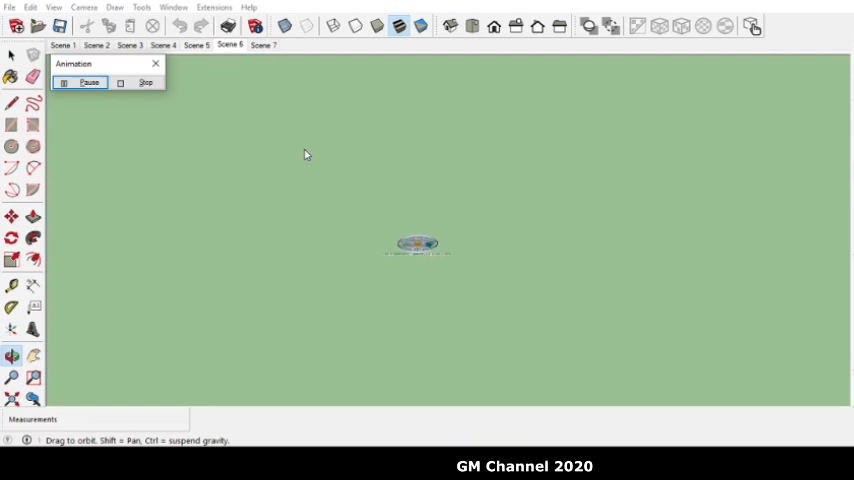 File Edit View Camera Draw Tools Window Extensions Help
Scene 1 Scene 2 Scene 3 Scene 4 Scene 5 Scene 6 Scene 7
Animation
Pause Stop
Measurements
Drag to orbit. Shift = Pan, Ctrl = suspend gravity.
GM Channel 2020